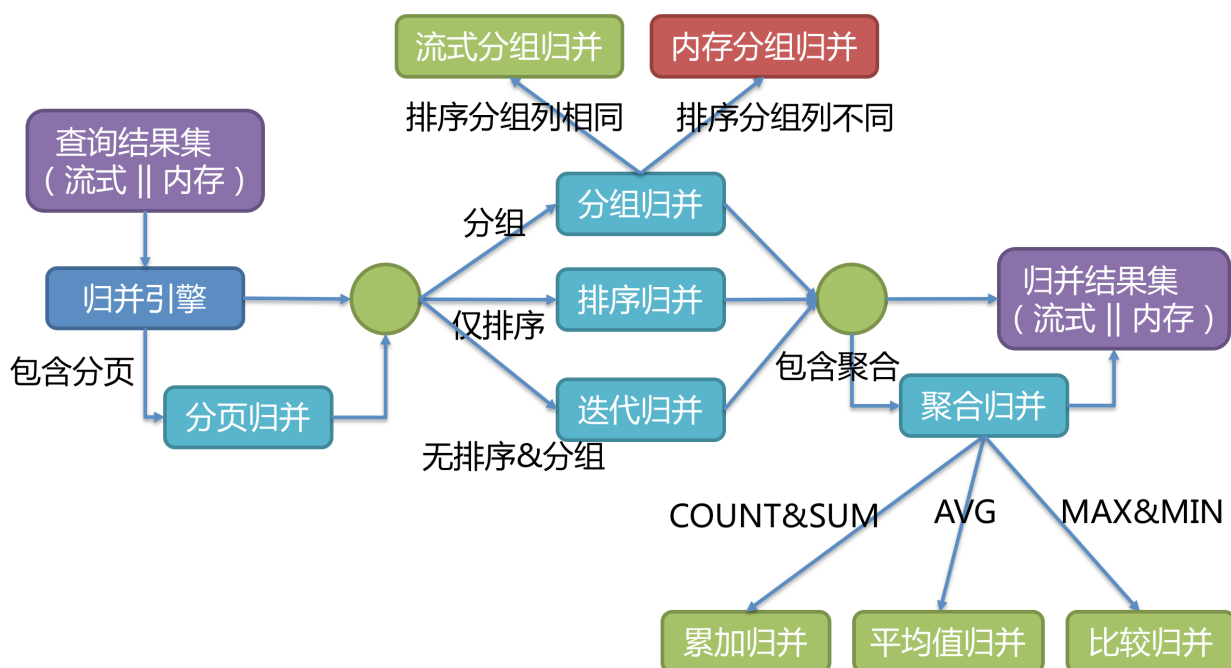 流式分组归并
内存分组归并
排序分组列相同
排序分组列不同
查询结果集
（ 流式 || 内存 ）
分组
分组归并
归并引擎
排序归并
归并结果集
（ 流式 || 内存 ）
仅排序
包含分页
包含聚合
分页归并
迭代归并
聚合归并
无排序&分组
COUNT&SUM
AVG
MAX&MIN
累加归并
平均值归并
比较归并